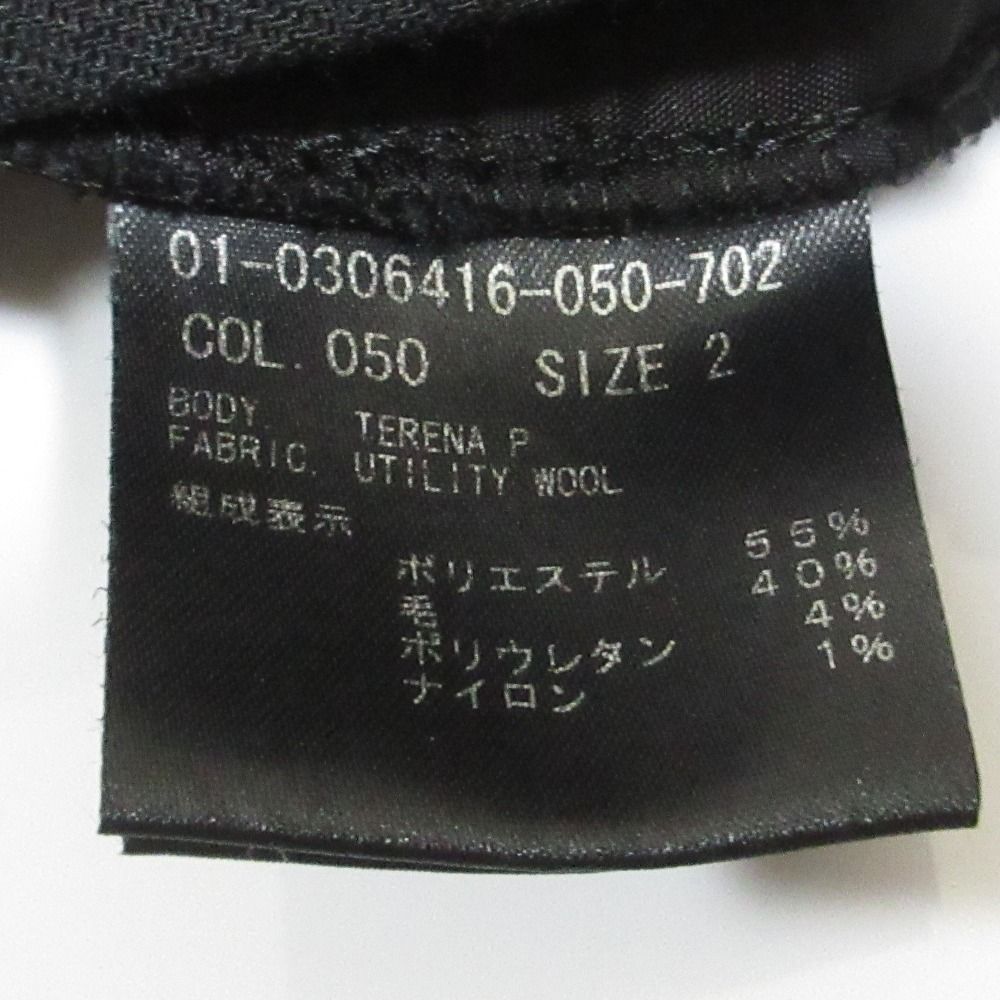 01-0306416-050-702
COL. 050 SIZE 2
BODY. TERENA P
FABRIC. UTILITY WOOL
組成表示
ポリエステル 55%
毛 40%
ポリウレタン 4%
ナイロン 1%